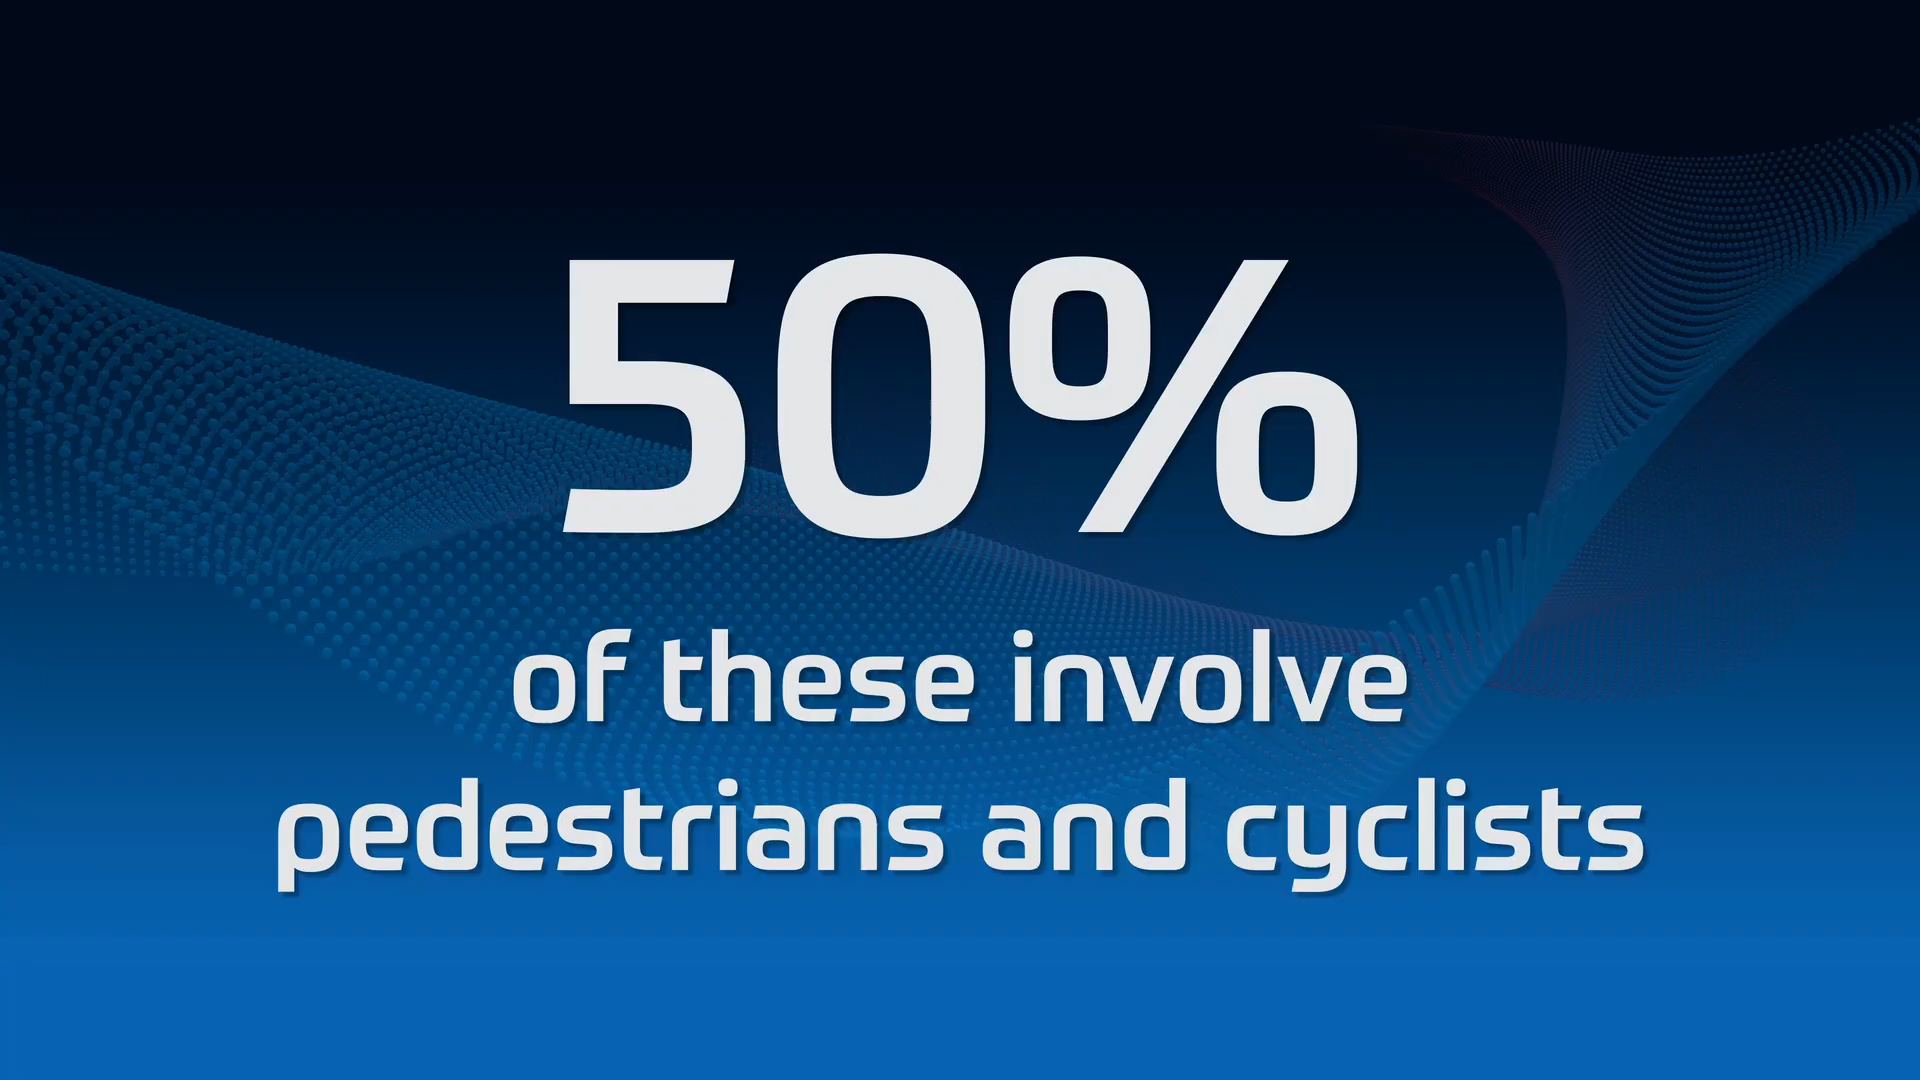 50%
of these involve
pedestrians and cyclists